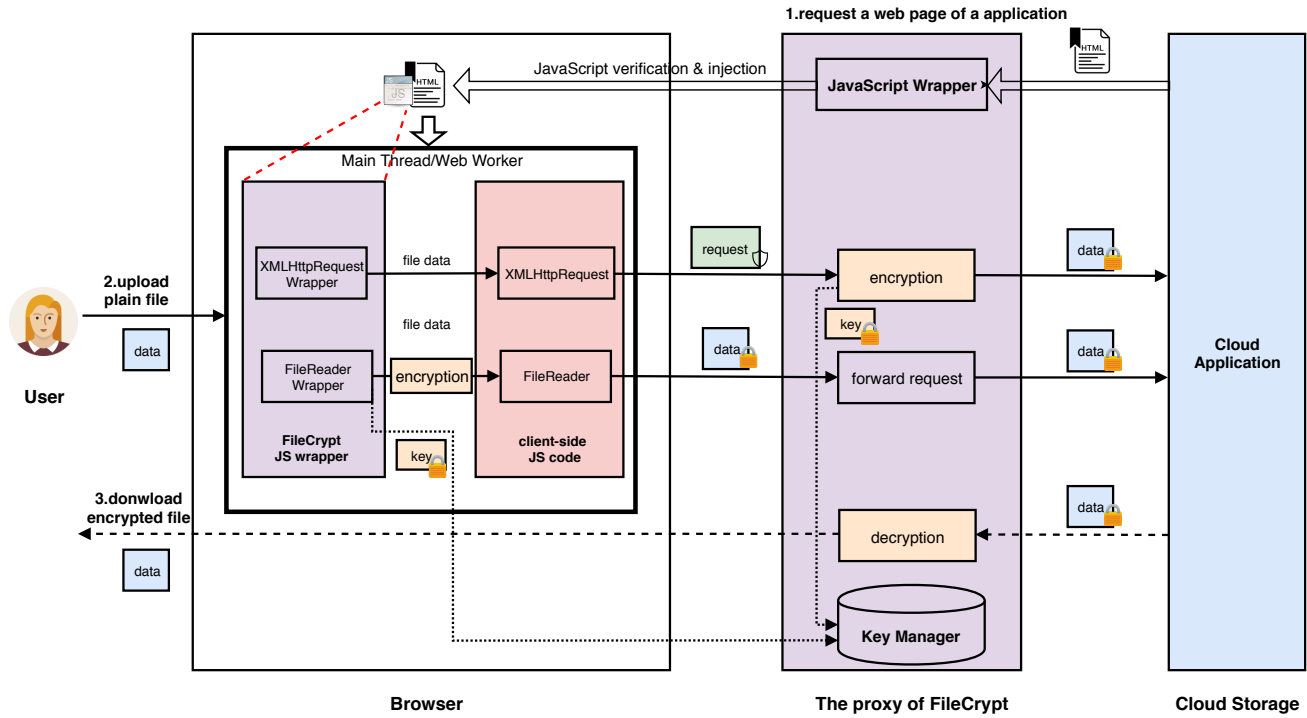 1.request a web page of a application
HTML
JavaScript verification & injection
JavaScript Wrapper
HTML
JS
Main Thread/Web Worker
request
data
XMLHttpRequest
Wrapper
file data
XMLHttpRequest
encryption
2.upload
plain file
data
file data
key
data
data
FileReader
Wrapper
encryption
FileReader
forward request
Cloud
Application
User
FileCrypt
JS wrapper
key
client-side
JS code
3.donwload
encrypted file
data
decryption
data
Key Manager
Browser
The proxy of FileCrypt
Cloud Storage